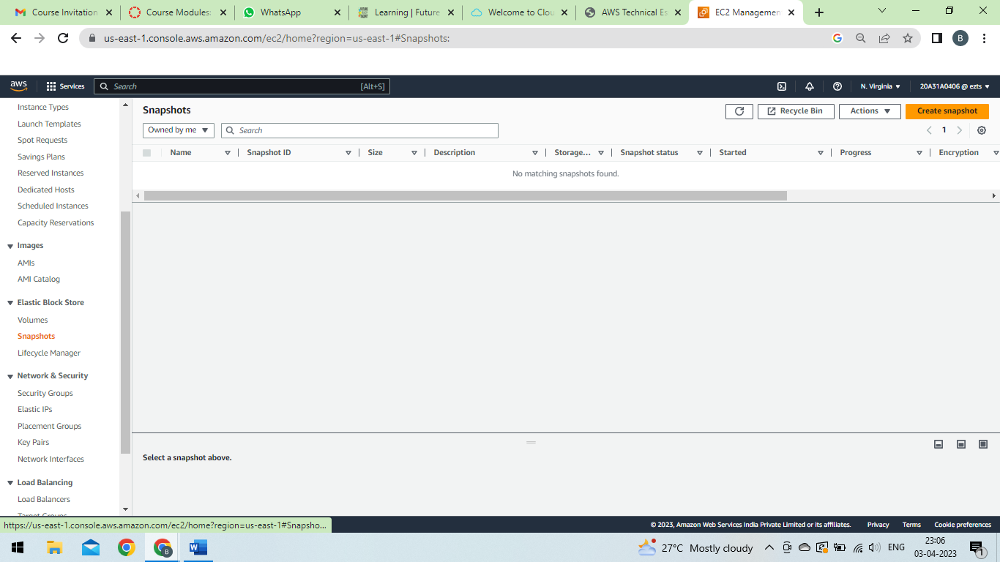 Course Invitation
Course Modules:
WhatsApp
Learning | Future
Welcome to Clou
AWS Technical Es
EC2 Managemen
us-east-1.console.aws.amazon.com/ec2/home?region=us-east-1#Snapshots:
B
aws
Services
Search
[Alt+S]
N. Virginia
20A31A0406 @ ezts
Instance Types
Launch Templates
Spot Requests
Savings Plans
Reserved Instances
Dedicated Hosts
Scheduled Instances
Capacity Reservations
Images
AMIs
AMI Catalog
Elastic Block Store
Volumes
Snapshots
Lifecycle Manager
Network & Security
Security Groups
Elastic IPs
Placement Groups
Key Pairs
Network Interfaces
Load Balancing
Load Balancers
Target Groups
Snapshots
Recycle Bin
Actions
Create snapshot
Owned by me
Search
1
Name
Snapshot ID
Size
Description
Storage...
Snapshot status
Started
Progress
Encryption
No matching snapshots found.
Select a snapshot above.
https://us-east-1.console.aws.amazon.com/ec2/home?region=us-east-1#Snapsho...
© 2023, Amazon Web Services India Private Limited or its affiliates.
Privacy
Terms
Cookie preferences
27°C Mostly cloudy
ENG
23:06
03-04-2023
1